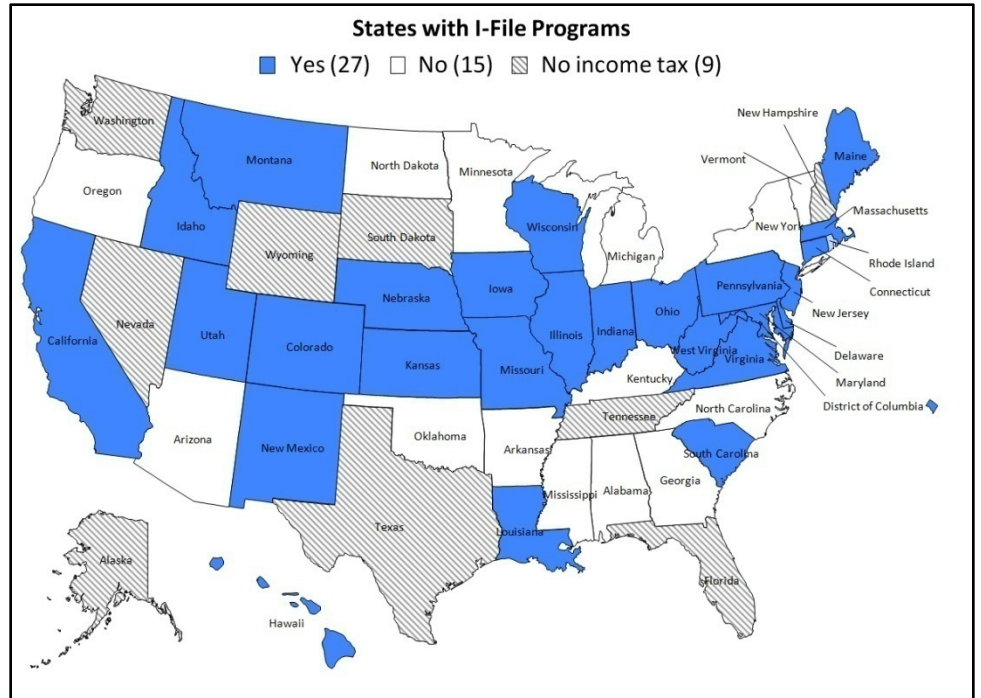 States with I-File Programs
Yes (27) No (15) No income tax (9)
New Hampshire
Washington
Maine
Montana
North Dakota
Minnesota
Vermont
Oregon
Massachusetts
Idaho
Wisconsin
New York
South Dakota
Wyoming
Michigan
Rhode Island
Pennsylvania
Connecticut
Iowa
Nebraska
New Jersey
Ohio
Nevada
Illinois
Indiana
Utah
California
Colorado
West Virginia
Delaware
Virginia
Kansas
Missouri
Kentucky
Maryland
District of Columbia
North Carolina
Tennessee
Oklahoma
Arizona
New Mexico
Arkansas
South Carolina
Georgia
Mississippi
Alabama
Texas
Louisiana
Alaska
Florida
Hawaii